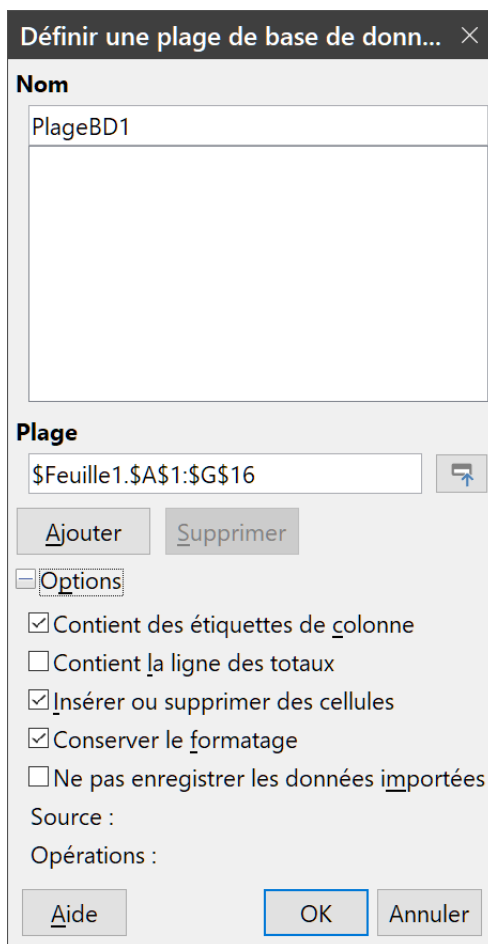 Définir une plage de base de donn...
Nom
PlageBD1
Plage
$Feuille1.$A$1:$G$16
Ajouter Supprimer
Options
Contient des étiquettes de colonne
Contient la ligne des totaux
Insérer ou supprimer des cellules
Conserver le formatage
Ne pas enregistrer les données importées
Source :
Opérations :
Aide OK Annuler